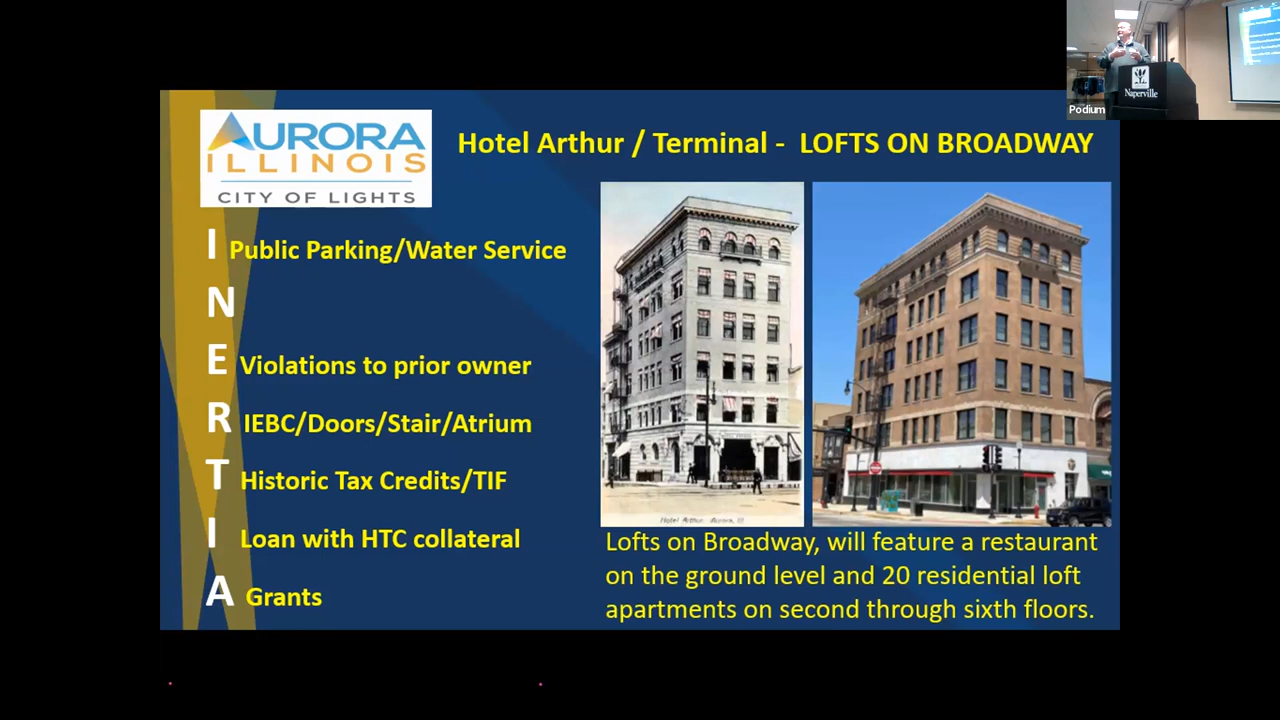 Naperville
Podium
AURORA
ILLINOIS
CITY OF LIGHTS
Hotel Arthur / Terminal - LOFTS ON BROADWAY
I Public Parking/Water Service
N
E Violations to prior owner
R IEBC/Doors/Stair/Atrium
T Historic Tax Credits/TIF
I Loan with HTC collateral
A Grants
Hotel Arthur Aurora, Ill
Lofts on Broadway, will feature a restaurant
on the ground level and 20 residential loft
apartments on second through sixth floors.